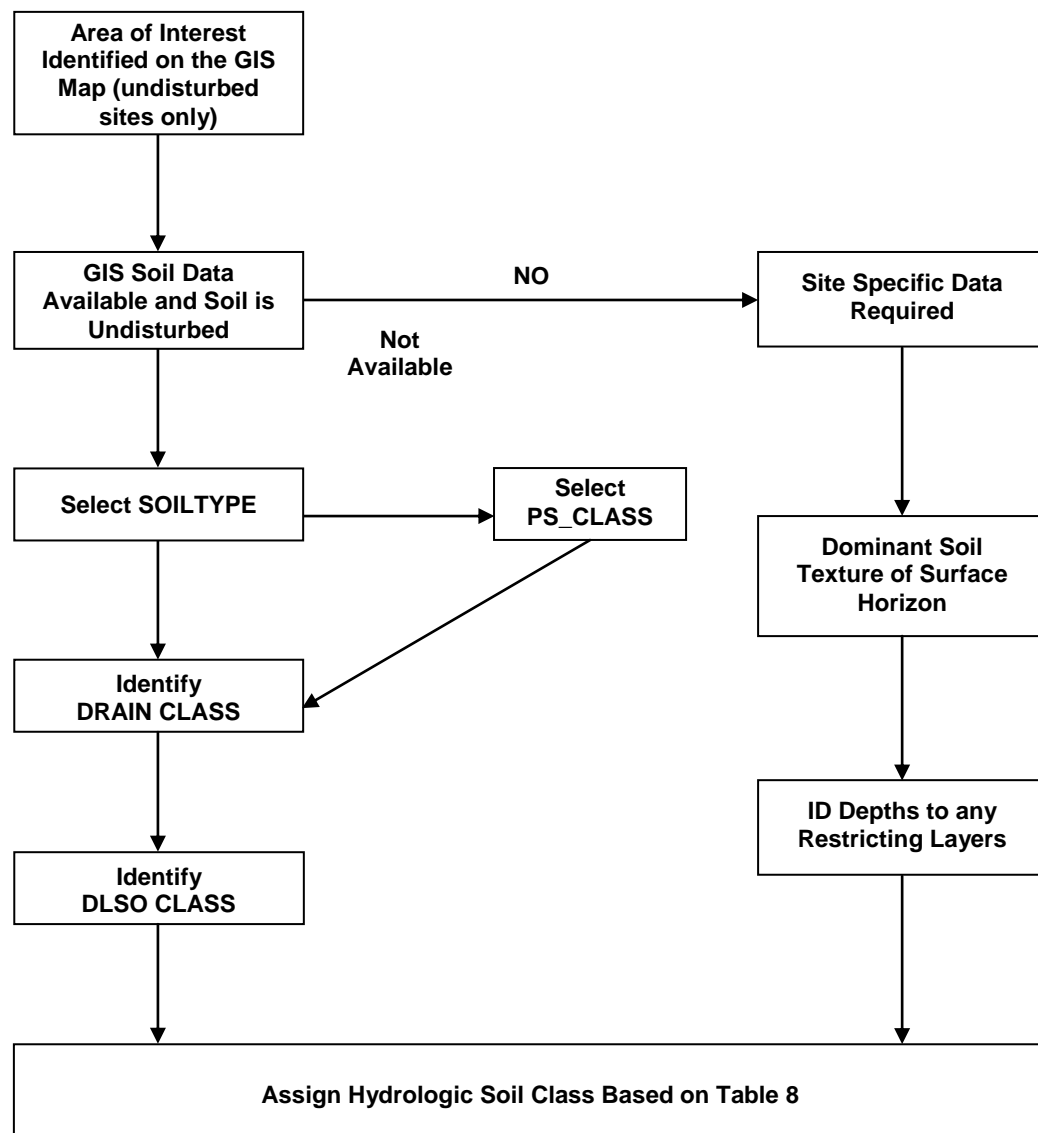 Area of Interest
Identified on the GIS
Map (undisturbed
sites only)
GIS Soil Data
Available and Soil is
Undisturbed
NO
Not
Available
Site Specific Data
Required
Select SOILTYPE
Select
PS_CLASS
Dominant Soil
Texture of Surface
Horizon
Identify
DRAIN CLASS
ID Depths to any
Restricting Layers
Identify
DLSO CLASS
Assign Hydrologic Soil Class Based on Table 8